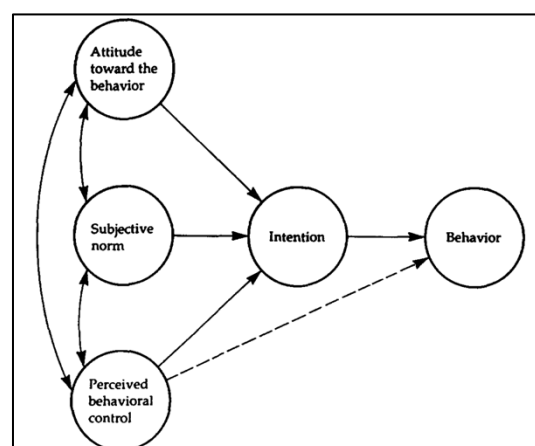 Attitude
toward the
behavior
Subjective
norm
Intention
Behavior
Perceived
behavioral
control